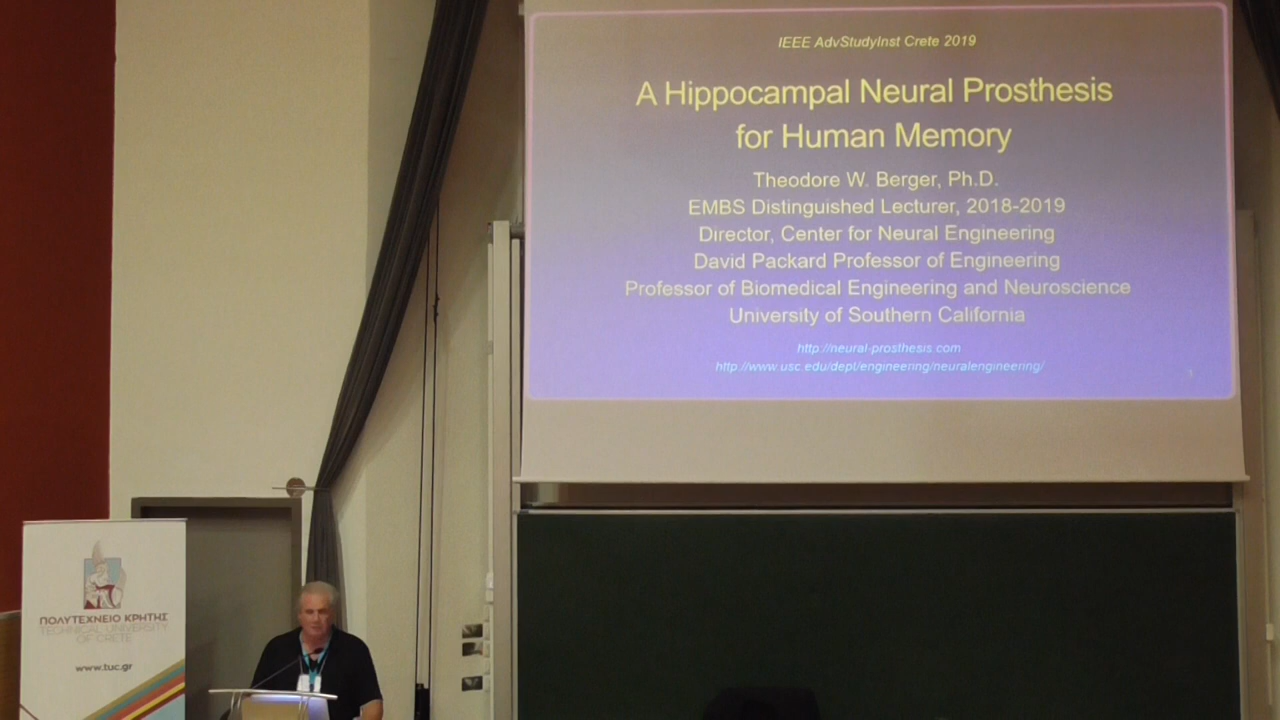 IEEE AdvStudyInst Crete 2019
A Hippocampal Neural Prosthesis
for Human Memory
Theodore W. Berger, Ph.D.
EMBS Distinguished Lecturer, 2018-2019
Director, Center for Neural Engineering
David Packard Professor of Engineering
Professor of Biomedical Engineering and Neuroscience
University of Southern California
http://neural-prosthesis.com
http://www.usc.edu/dept/engineering/neuralengineering/
1
ΠΟΛΥΤΕΧΝΕΙΟ ΚΡΗΤΗΣ
TECHNICAL UNIVERSITY
OF CRETE
www.tuc.gr